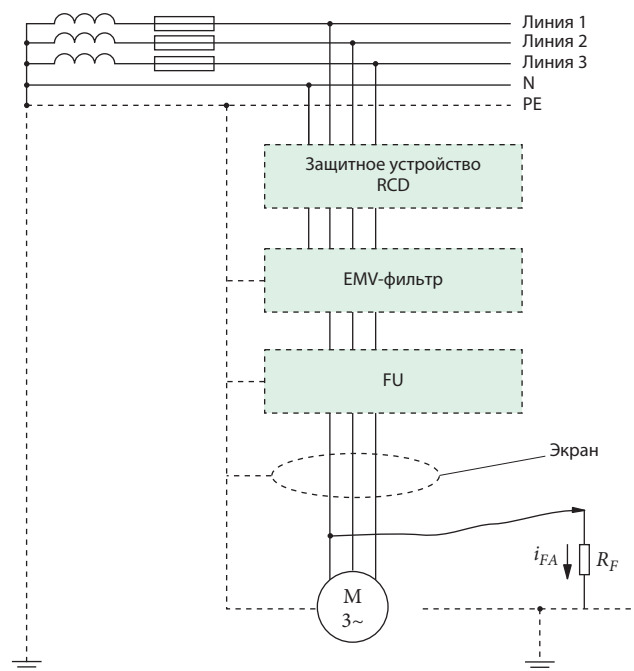 Линия 1
Линия 2
Линия 3
N
PE
Защитное устройство
RCD
EMV-фильтр
FU
Экран
i_FA
R_F
M
3~